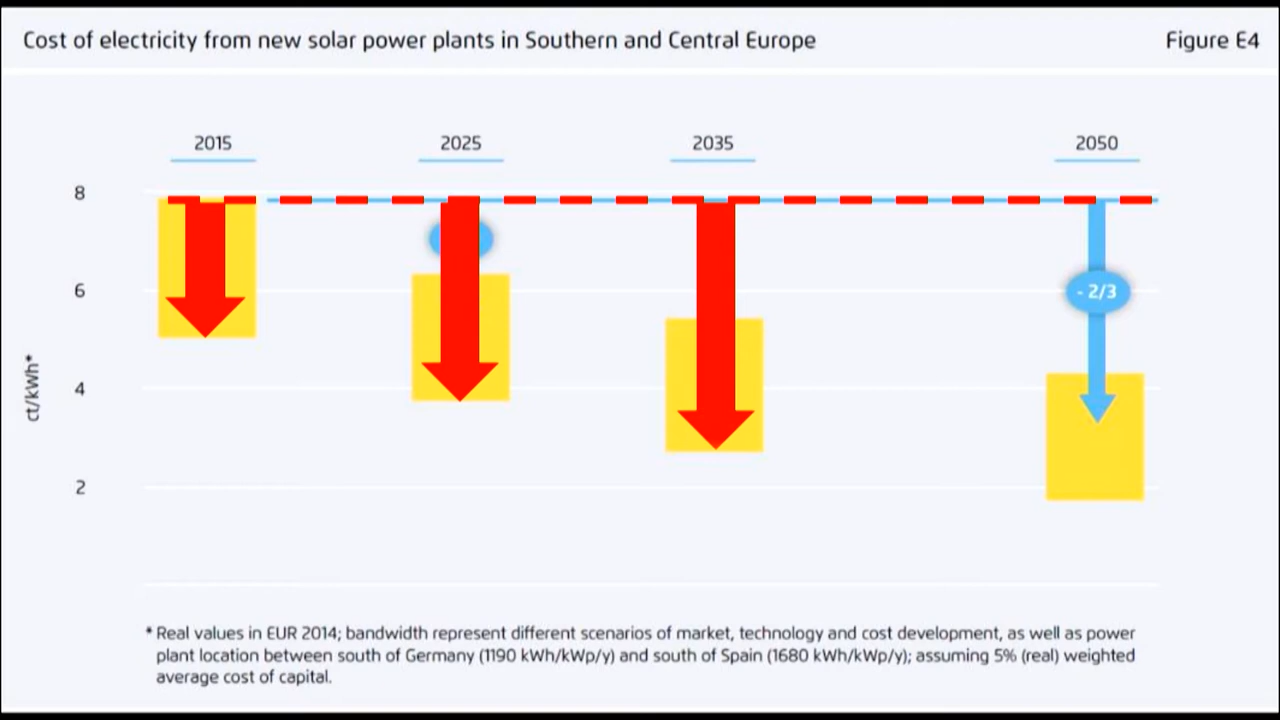 Cost of electricity from new solar power plants in Southern and Central Europe
Figure E4
2015
2025
2035
2050
8
6
4
2
ct/kWh*
- 2/3
* Real values in EUR 2014; bandwidth represent different scenarios of market, technology and cost development, as well as power
plant location between south of Germany (1190 kWh/kWp/y) and south of Spain (1680 kWh/kWp/y); assuming 5% (real) weighted
average cost of capital.